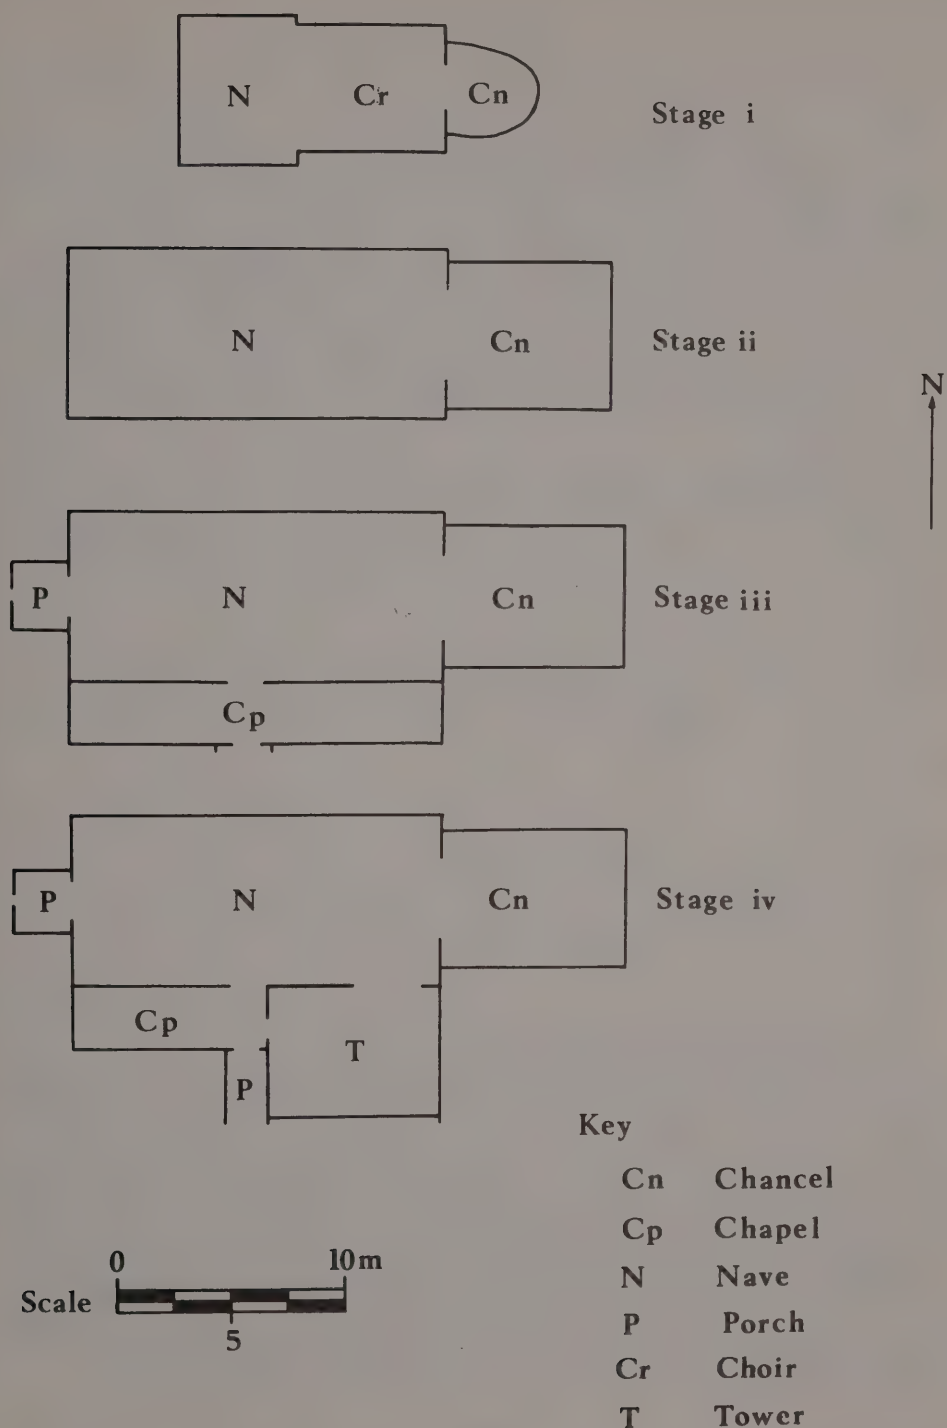 N Cr Cn
Stage i
N Cn
Stage ii
N
P N Cn
Stage iii
Cp
P N Cn
Stage iv
Cp
T
P
Key
Cn Chancel
Cp Chapel
N Nave
P Porch
Cr Choir
T Tower
0 10m
Scale
5